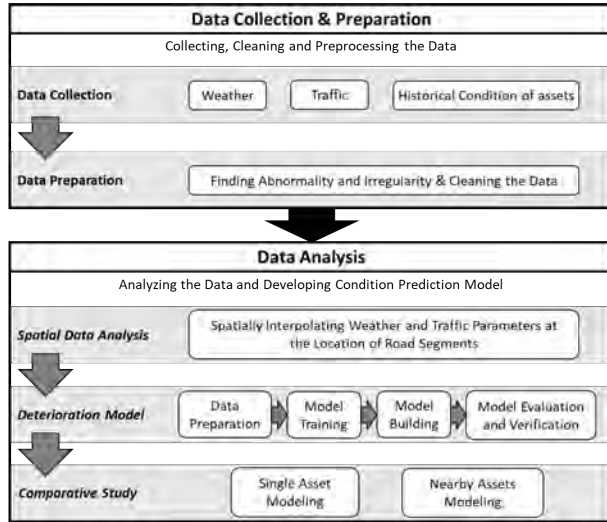 Data Collection & Preparation
Collecting, Cleaning and Preprocessing the Data
Data Collection
Weather
Traffic
Historical Condition of assets
Data Preparation
Finding Abnormality and Irregularity & Cleaning the Data
Data Analysis
Analyzing the Data and Developing Condition Prediction Model
Spatial Data Analysis
Spatially Interpolating Weather and Traffic Parameters at
the Location of Road Segments
Deterioration Model
Data
Preparation
Model
Training
Model
Building
Model Evaluation
and Verification
Comparative Study
Single Asset
Modeling
Nearby Assets
Modeling